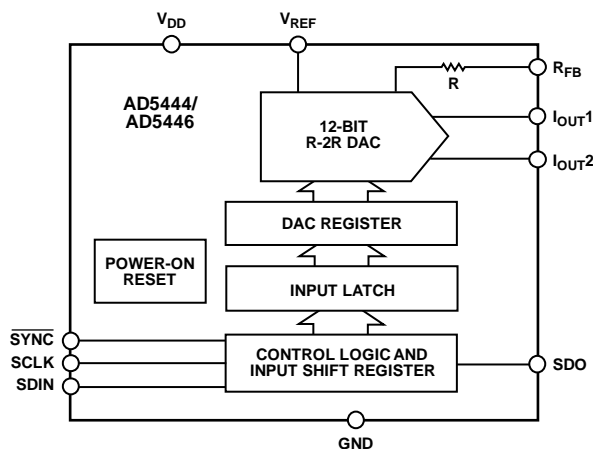 VDD
VREF
RFB
R
AD5444/
AD5446
12-BIT
R-2R DAC
IOUT1
IOUT2
DAC REGISTER
POWER-ON
RESET
INPUT LATCH
SYNC
SCLK
SDIN
CONTROL LOGIC AND
INPUT SHIFT REGISTER
SDO
GND